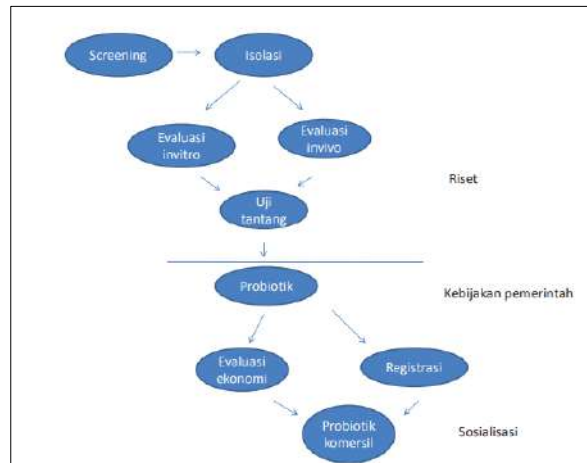 Screening
Isolasi
Evaluasi
invitro
Evaluasi
invivo
Riset
Uji
tantang
Probiotik
Kebijakan pemerintah
Evaluasi
ekonomi
Registrasi
Probiotik
komersil
Sosialisasi